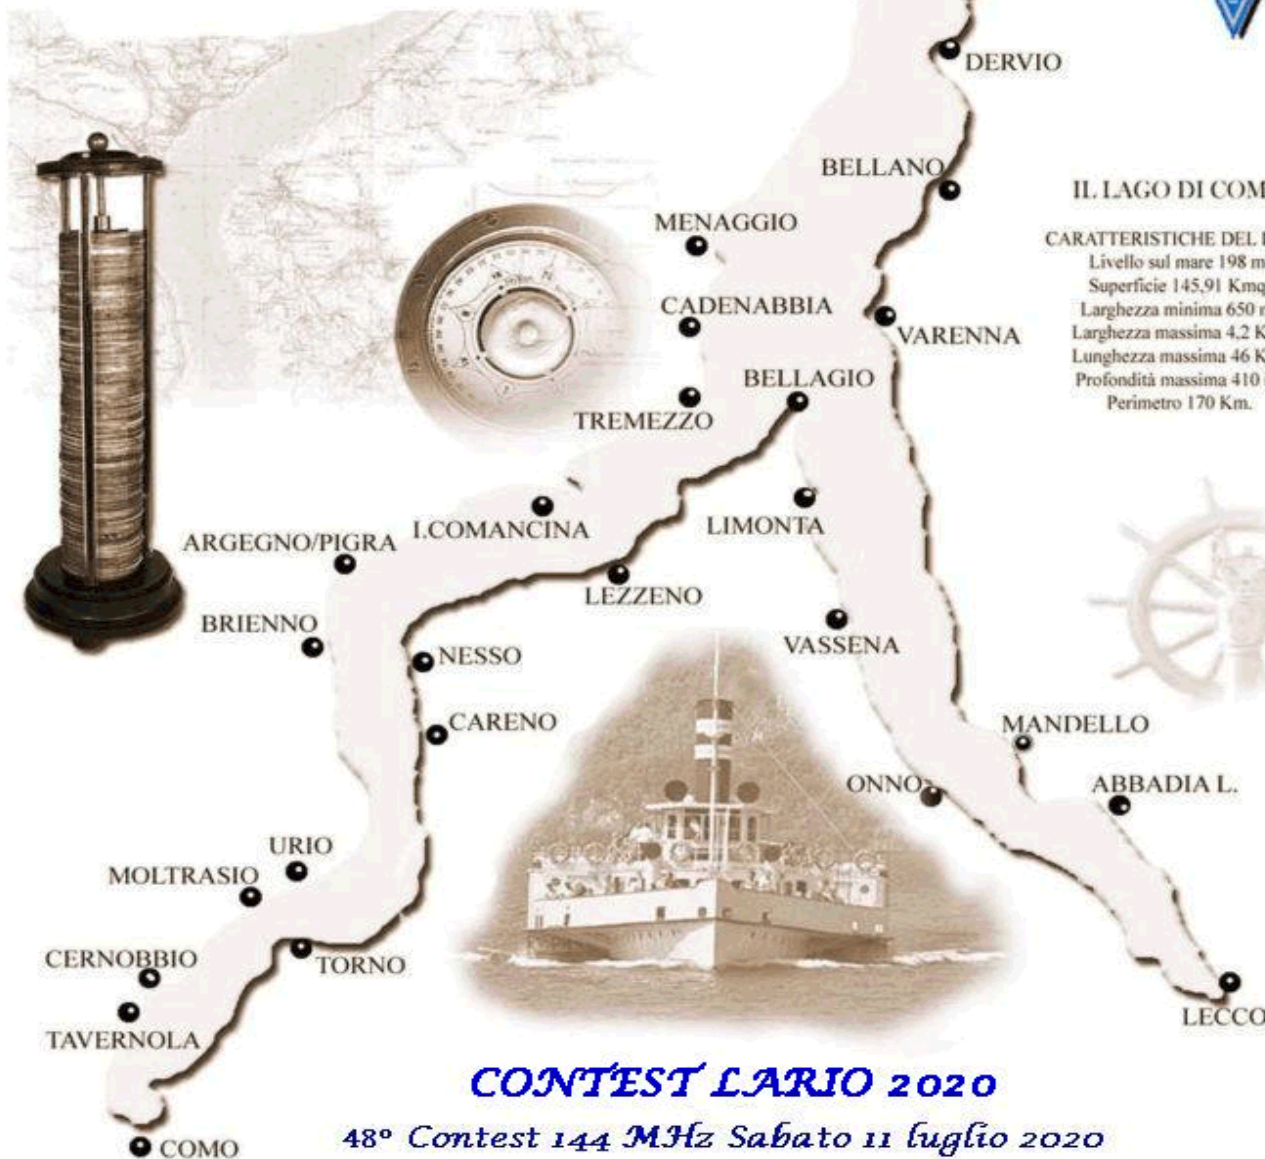 DERVIO
BELLANO
IL LAGO DI COM
MENAGGIO
CARATTERISTICHE DEL
Livello sul mare 198 m
Superficie 145,91 Kmq
Larghezza minima 650
Larghezza massima 4,2 K
Lunghezza massima 46 K
Profondità massima 410
Perimetro 170 Km.
CADENABBIA
VARENNA
BELLAGIO
TREMEZZO
I.COMANCINA
LIMONTA
ARGEGNO/PIGRA
LEZZENO
BRIENNO
NESSO
VASSENA
CARENO
MANDELLO
ONNO
ABBADIA L.
URIO
MOLTRASIO
CERNOBBIO
TORNO
TAVERNOLA
LECCO
COMO
CONTEST LARIO 2020
48° Contest 144 MHz Sabato 11 luglio 2020